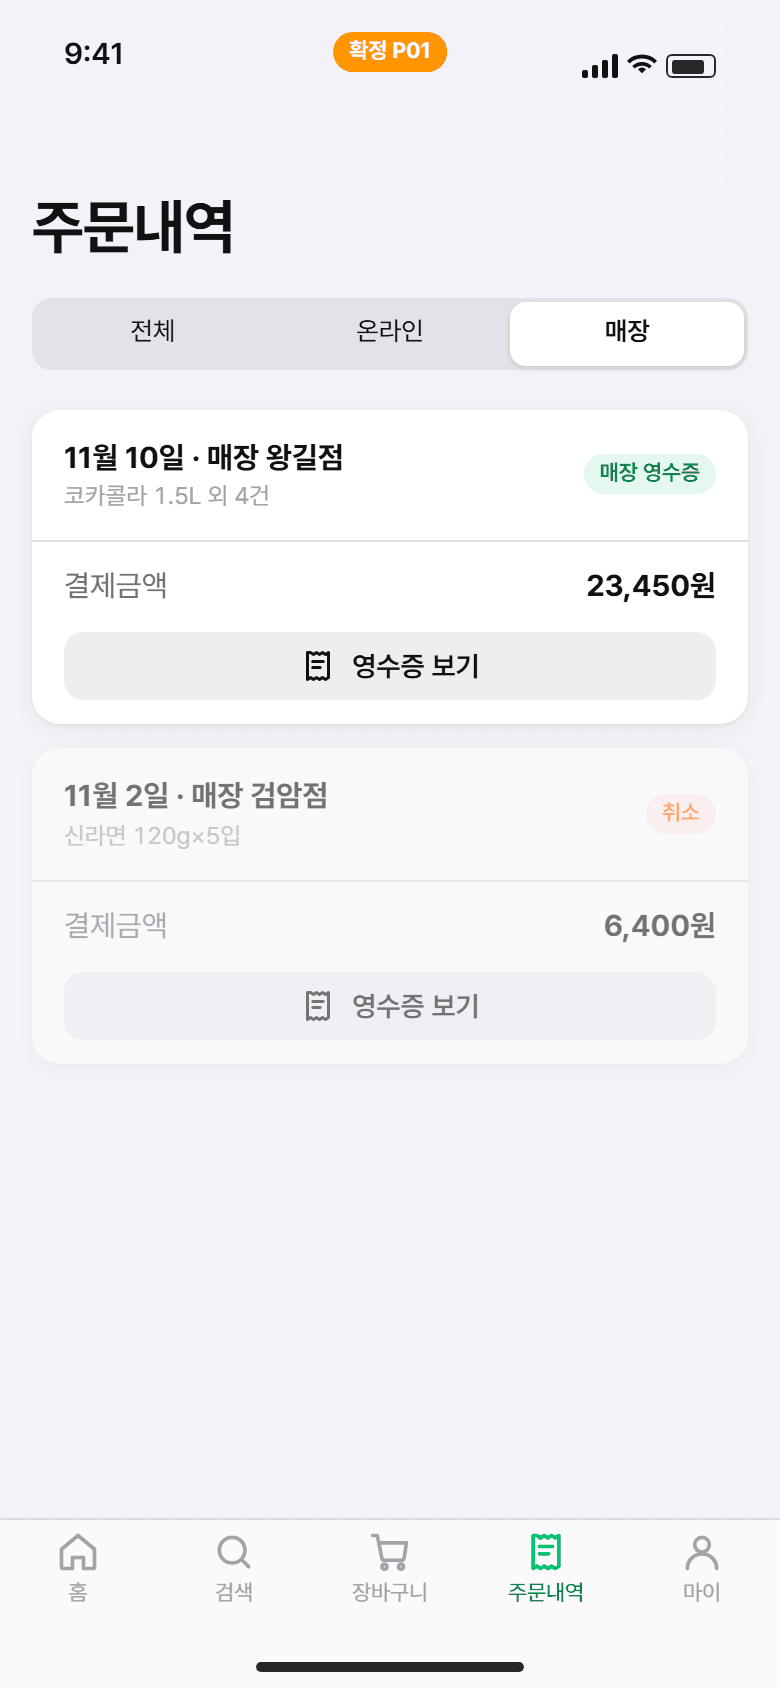 9:41
확정 P01
주문내역
전체
온라인
매장
11월 10일 · 매장 왕길점
코카콜라 1.5L 외 4건
매장 영수증
결제금액
23,450원
영수증 보기
11월 2일 · 매장 검암점
신라면 120g×5입
취소
결제금액
6,400원
영수증 보기
홈
검색
장바구니
주문내역
마이